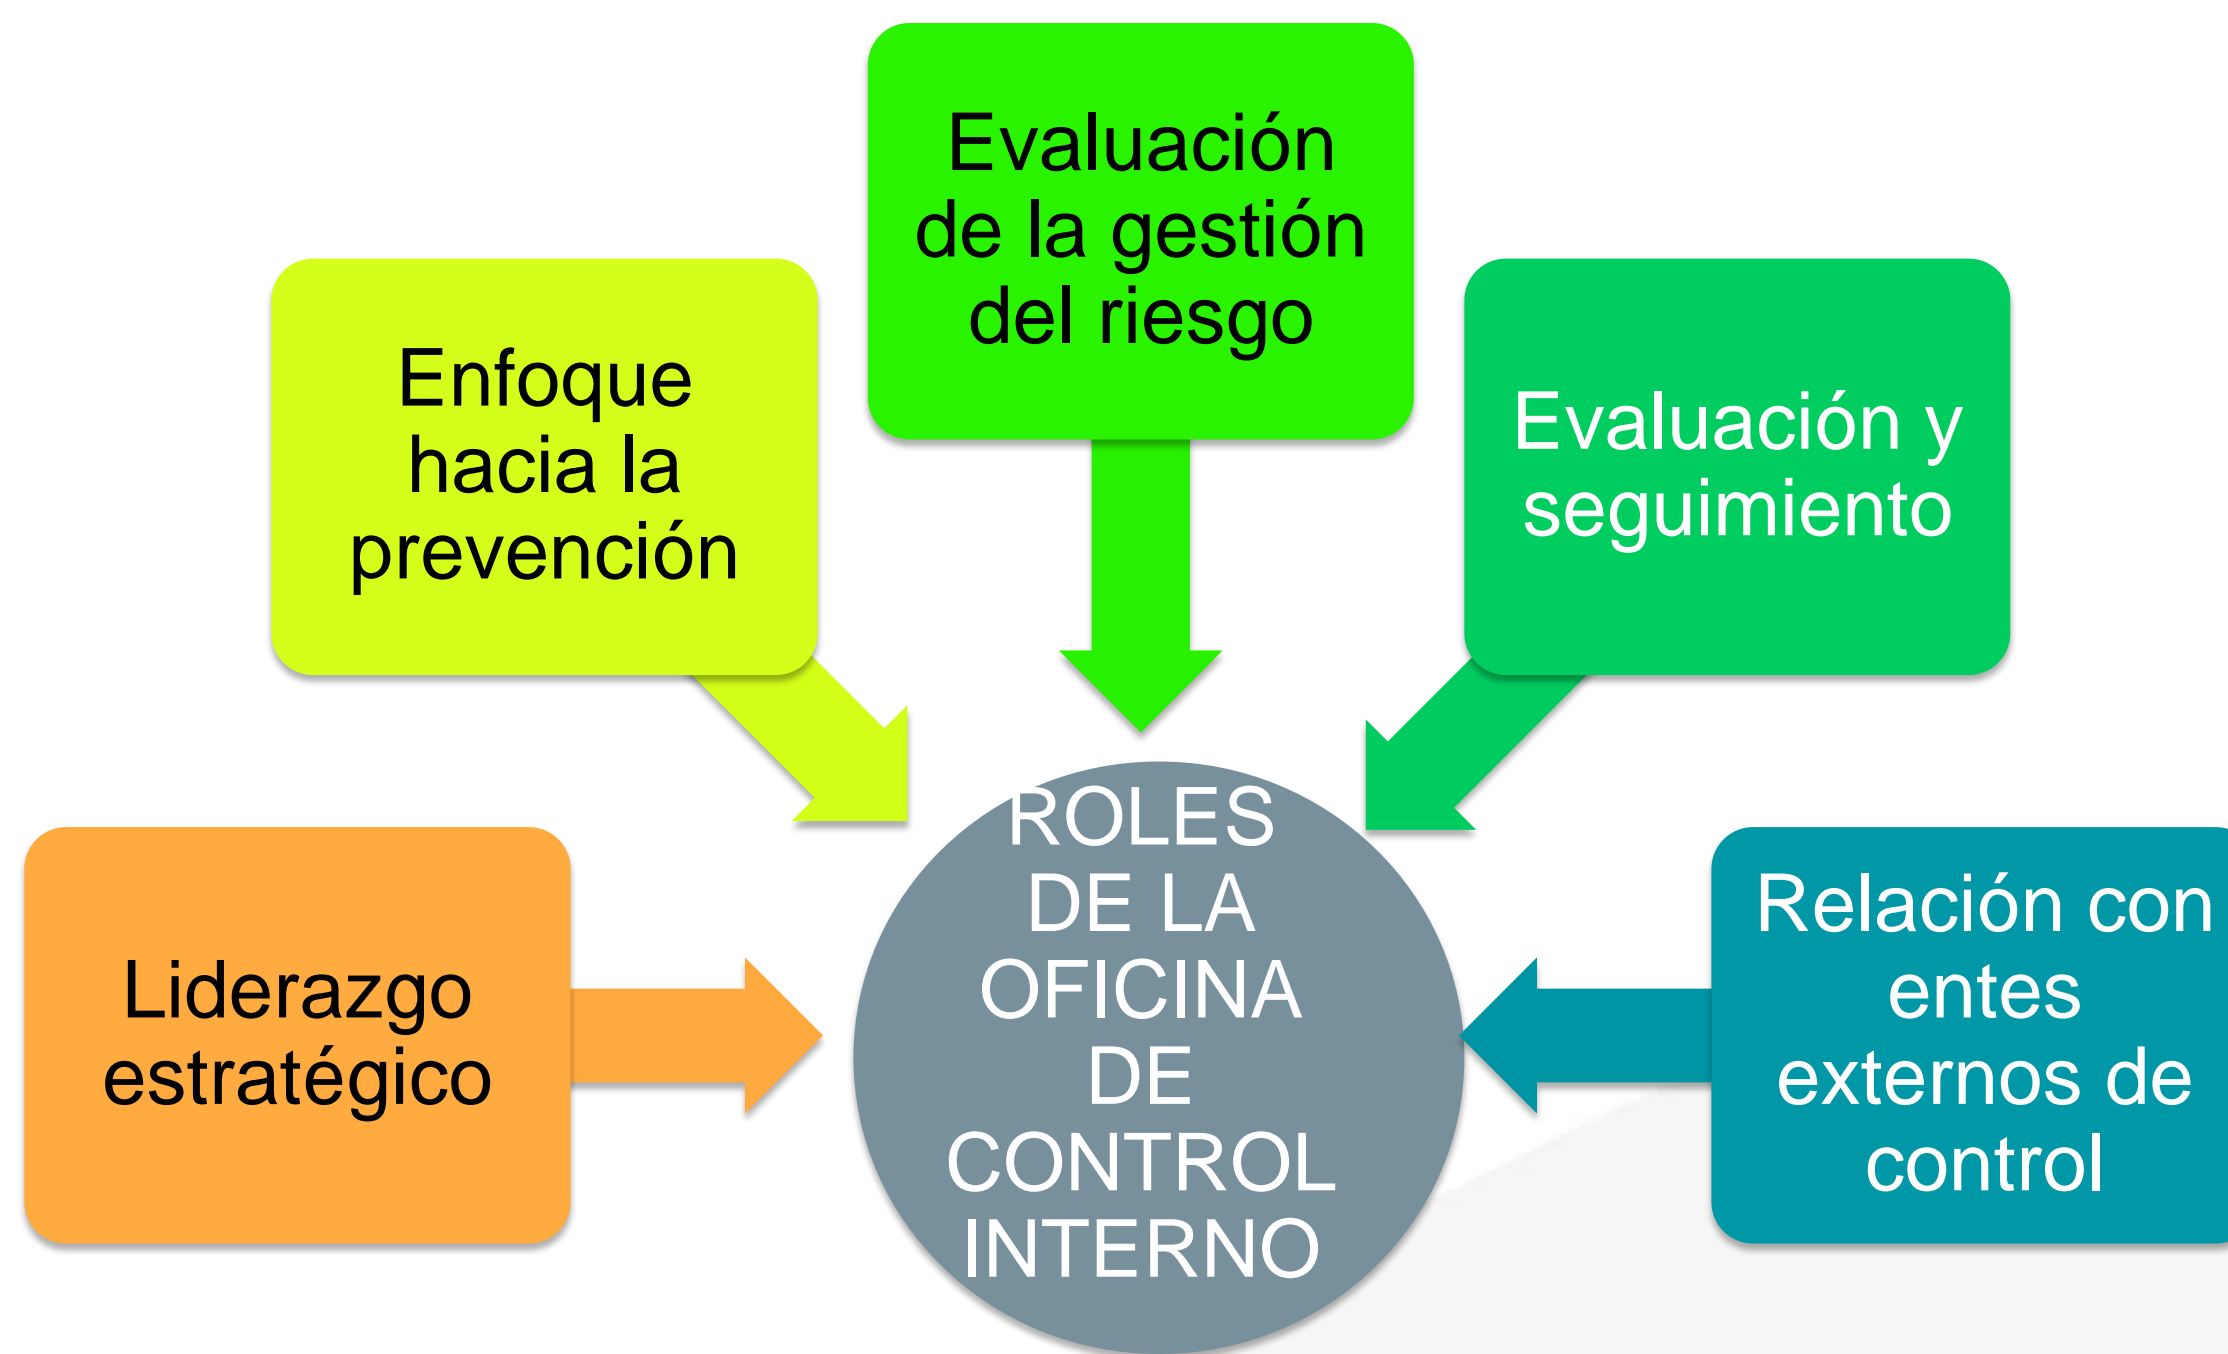 Evaluación
de la gestión
del riesgo
Enfoque
hacia la
prevención
Evaluación y
seguimiento
Liderazgo
estratégico
ROLES
DE LA
OFICINA
DE
CONTROL
INTERNO
Relación con
entes
externos de
control